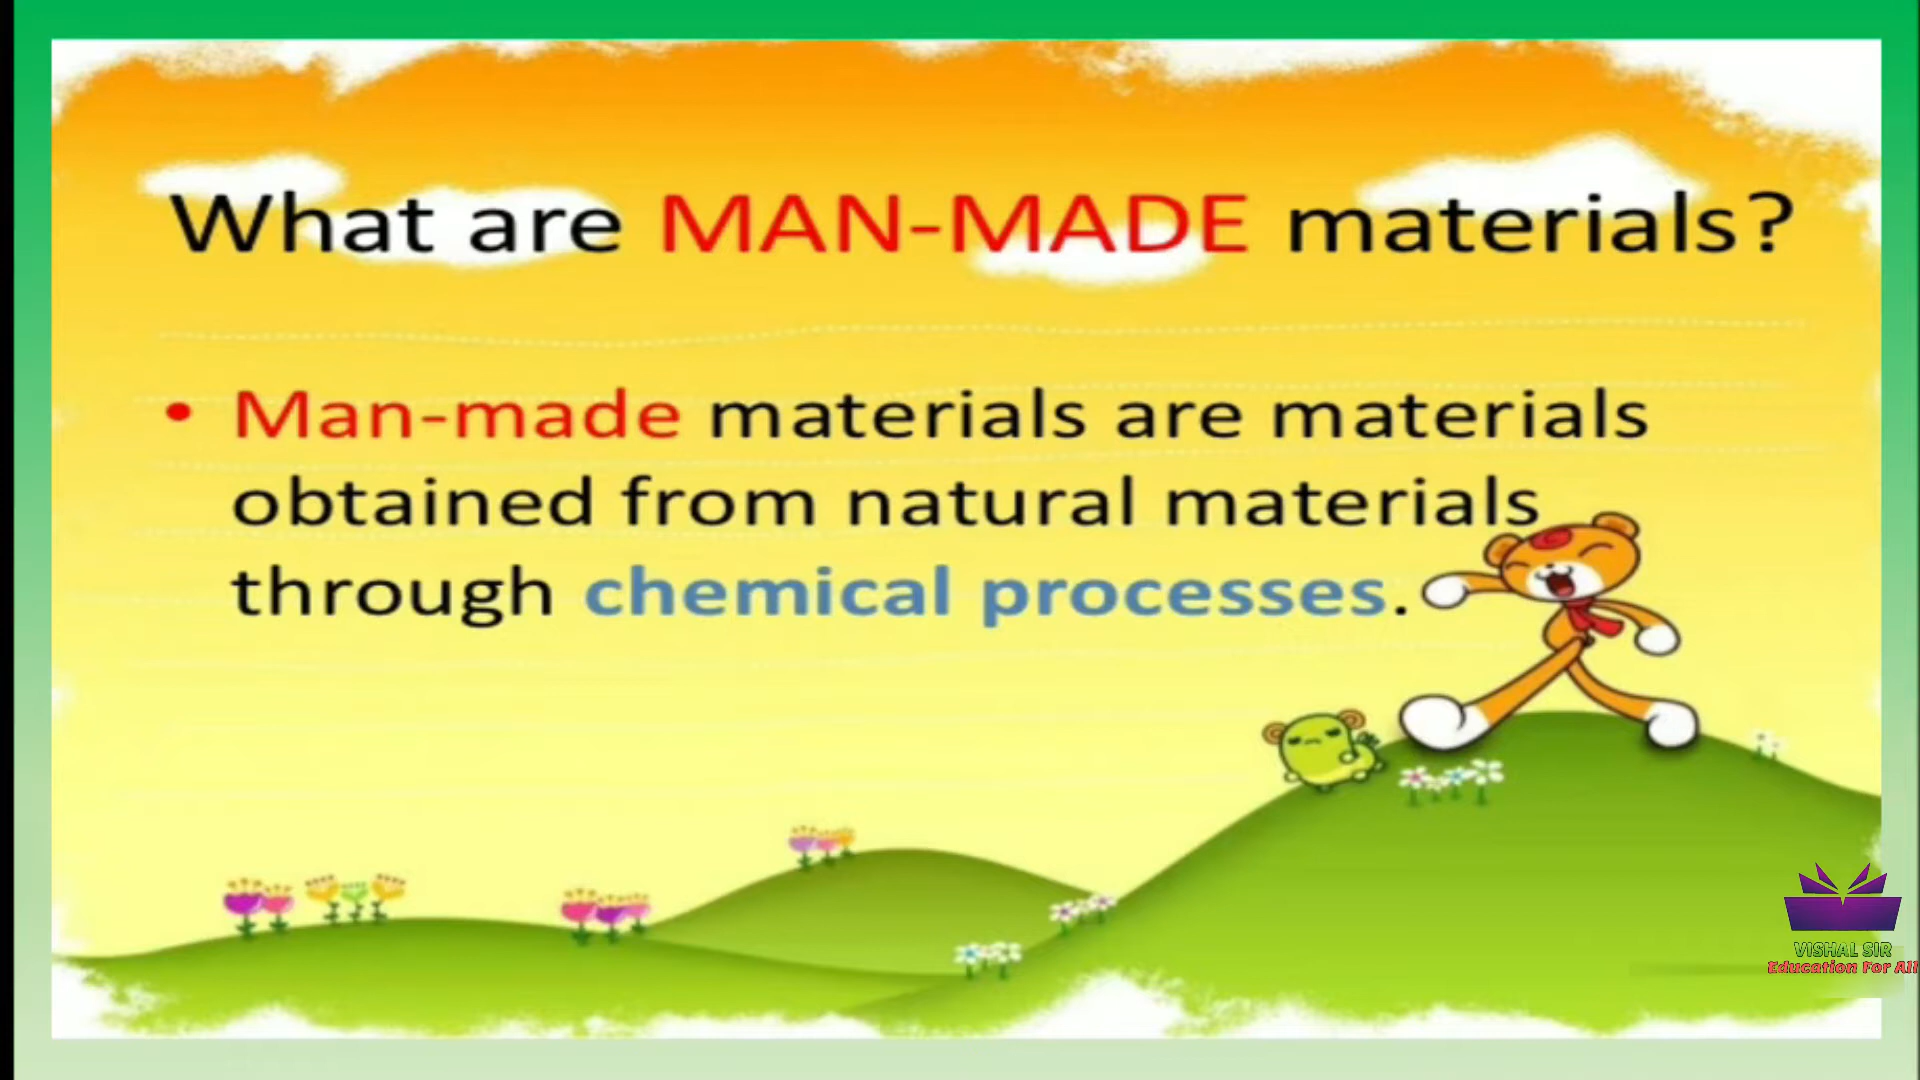 What are MAN-MADE materials?
• Man-made materials are materials
obtained from natural materials
through chemical processes.
VISHAL SIR
Education For All